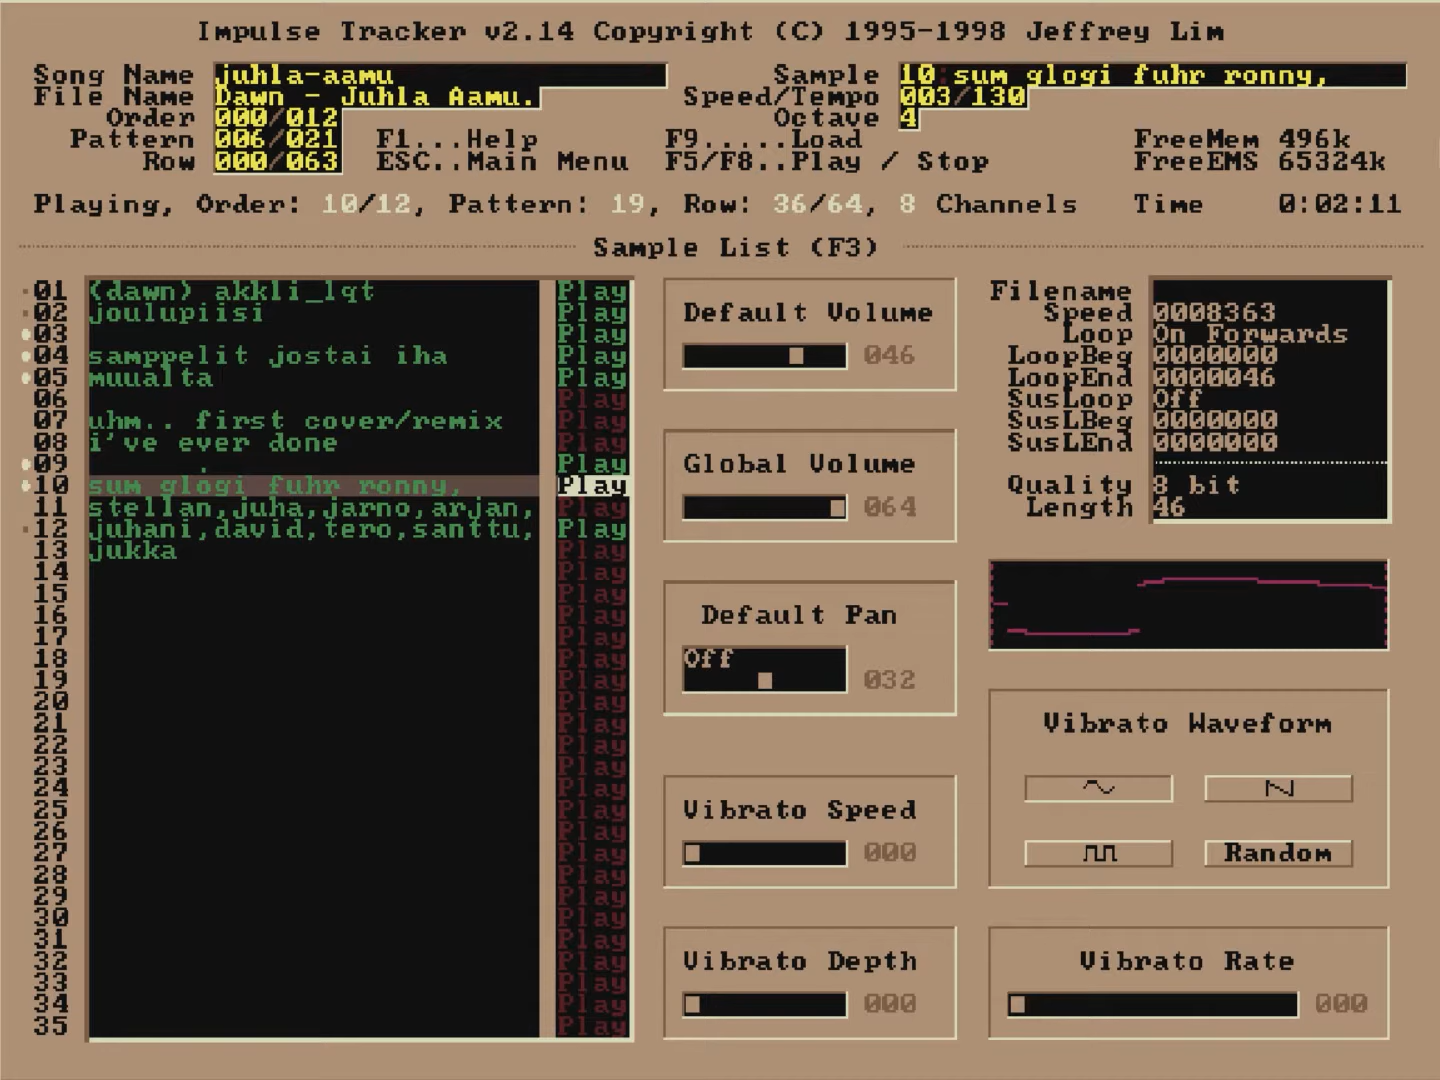 Impulse Tracker v2.14 Copyright (C) 1995-1998 Jeffrey Lim
Song Name juhla-aamu Sample 10 sum glogi fuhr ronny,
File Name Dawn - Juhla Aamu. Speed/Tempo 003/130
Order 000/012 Octave 4
Pattern 006/021 F1...Help F9.....Load FreeMem 496k
Row 000/063 ESC..Main Menu F5/F8..Play / Stop FreeEMS 65324k
Playing, Order: 10/12, Pattern: 19, Row: 36/64, 8 Channels Time 0:02:11
Sample List (F3)
01 (dawn) akkli_lqt Play
02 joulupiisi Play
03 Play
04 samppelit jostai iha Play
05 muualta Play
06 Play
07 uhm.. first cover/remix Play
08 i've ever done Play
09 . Play
10 sum glogi fuhr ronny, Play
11 stellan,juha,jarno,arjan, Play
12 juhani,david,tero,santtu, Play
13 jukka Play
14 Play
15 Play
16 Play
17 Play
18 Play
19 Play
20 Play
21 Play
22 Play
23 Play
24 Play
25 Play
26 Play
27 Play
28 Play
29 Play
30 Play
31 Play
32 Play
33 Play
34 Play
35 Play
Default Volume
046
Global Volume
064
Default Pan
Off
032
Vibrato Speed
000
Vibrato Depth
000
Filename
Speed 0008363
Loop On Forwards
LoopBeg 0000000
LoopEnd 0000046
SusLoop Off
SusLBeg 0000000
SusLEnd 0000000
Quality 8 bit
Length 46
Vibrato Waveform
Random
Vibrato Rate
000